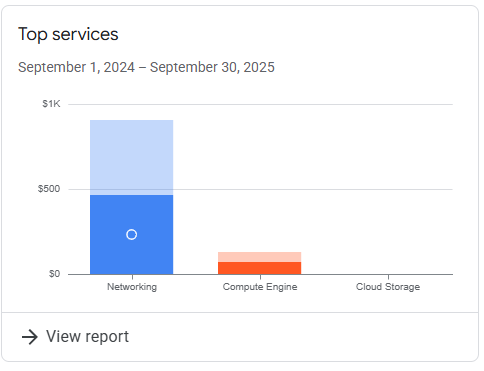 Top services
September 1, 2024 – September 30, 2025
$1K
$500
$0
Networking
Compute Engine
Cloud Storage
View report